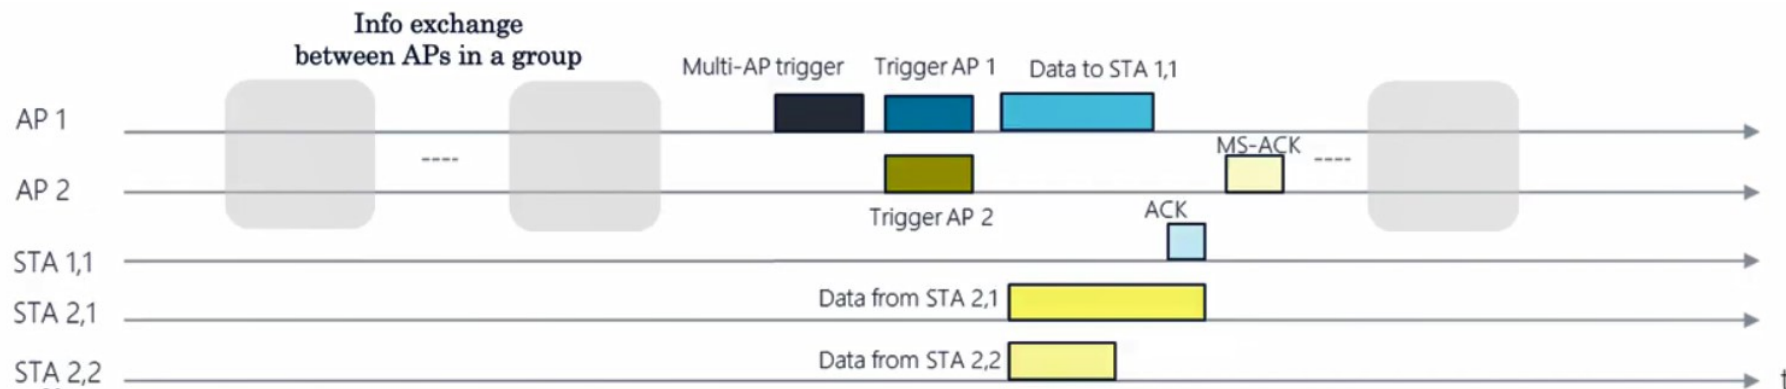 Info exchange
between APs in a group
Multi-AP trigger
Trigger AP 1
Data to STA 1,1
AP 1
MS-ACK
----
----
AP 2
Trigger AP 2
ACK
STA 1,1
Data from STA 2,1
STA 2,1
Data from STA 2,2
STA 2,2